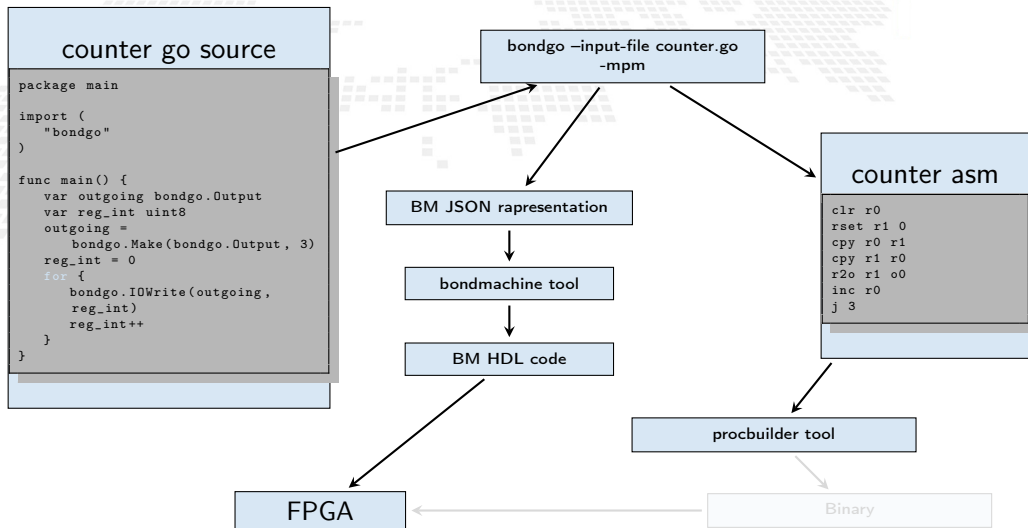 counter go source
package main
import (
"bondgo"
)
func main() {
var outgoing bondgo.Output
var reg_int uint8
outgoing =
bondgo.Make(bondgo.Output, 3)
reg_int = 0
for {
bondgo.IOWrite(outgoing,
reg_int)
reg_int++
}
}
bondgo –input-file counter.go
-mpm
BM JSON rapresentation
bondmachine tool
BM HDL code
FPGA
counter asm
clr r0
rset r1 0
cpy r0 r1
cpy r1 r0
r2o r1 o0
inc r0
j 3
procbuilder tool
Binary